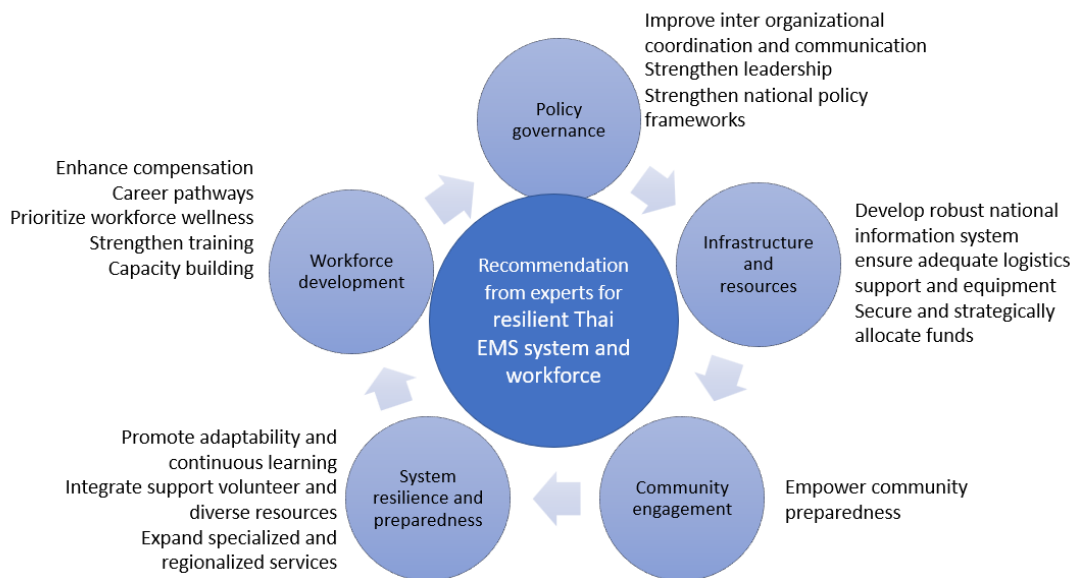 Improve inter organizational
coordination and communication
Strengthen leadership
Strengthen national policy
frameworks
Policy
governance
Enhance compensation
Career pathways
Prioritize workforce wellness
Strengthen training
Capacity building
Workforce
development
Recommendation
from experts for
resilient Thai
EMS system and
workforce
Infrastructure
and
resources
Develop robust national
information system
ensure adequate logistics
support and equipment
Secure and strategically
allocate funds
Promote adaptability and
continuous learning
Integrate support volunteer and
diverse resources
Expand specialized and
regionalized services
System
resilience and
preparedness
Community
engagement
Empower community
preparedness